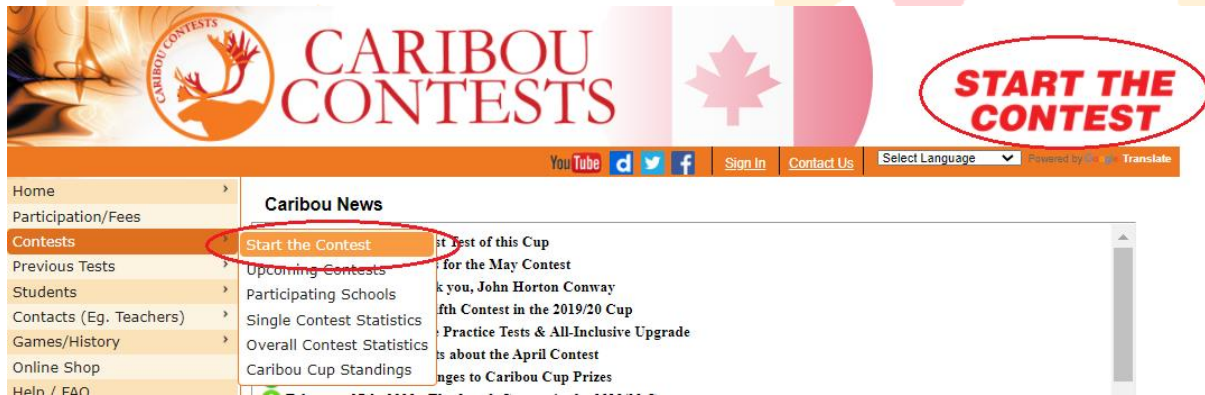 CARIBOU CONTESTS
CARIBOU
CONTESTS
START THE
CONTEST
YouTube d f Sign In Contact Us Select Language Powered by Google Translate
Home
Participation/Fees
Contests
Previous Tests
Students
Contacts (Eg. Teachers)
Games/History
Online Shop
Help / FAQ
Caribou News
Start the Contest
Upcoming Contests
Participating Schools
Single Contest Statistics
Overall Contest Statistics
Caribou Cup Standings
Test of this Cup
for the May Contest
you, John Horton Conway
Contest in the 2019/20 Cup
Practice Tests & All-Inclusive Upgrade
about the April Contest
to Caribou Cup Prizes